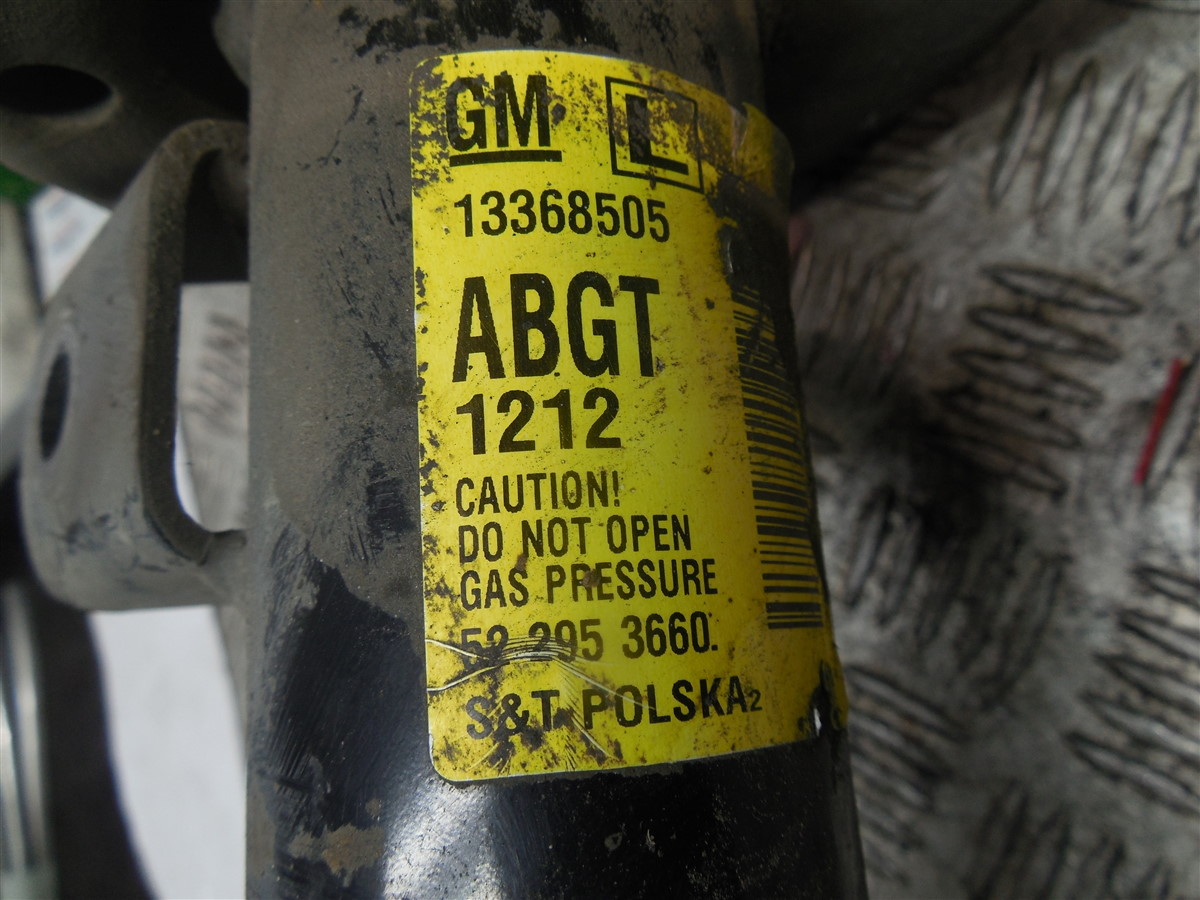 GM L
13368505
ABGT
1212
CAUTION!
DO NOT OPEN
GAS PRESSURE
52 295 3660.
S&T POLSKA2